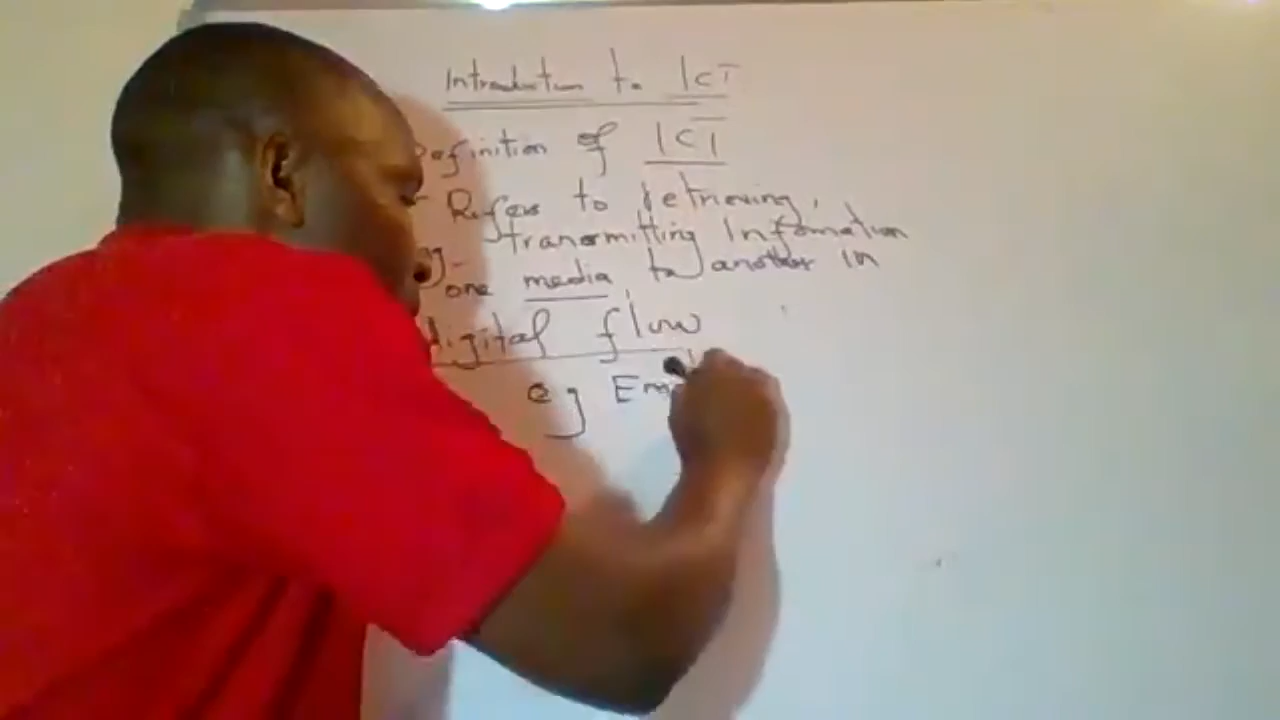 Introduction to ICT
Definition of ICT
- Refers to retrieving,
transmitting Infomation
one media to another in
digital flow
eg Em